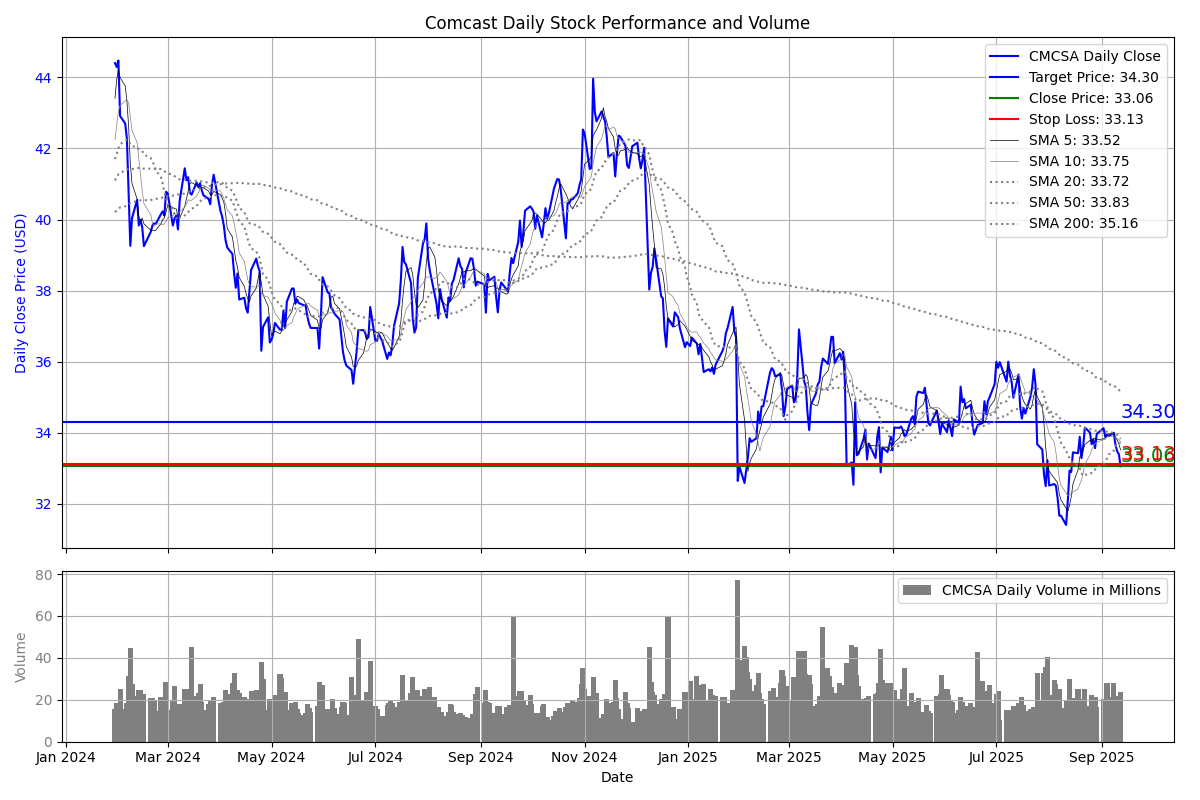 Comcast Daily Stock Performance and Volume
Daily Close Price (USD)
44
42
40
38
36
34
32
CMCSA Daily Close
Target Price: 34.30
Close Price: 33.06
Stop Loss: 33.13
SMA 5: 33.52
SMA 10: 33.75
SMA 20: 33.72
SMA 50: 33.83
SMA 200: 35.16
34.30
33.13
33.06
Volume
80
60
40
20
0
CMCSA Daily Volume in Millions
Jan 2024 Mar 2024 May 2024 Jul 2024 Sep 2024 Nov 2024 Jan 2025 Mar 2025 May 2025 Jul 2025 Sep 2025
Date